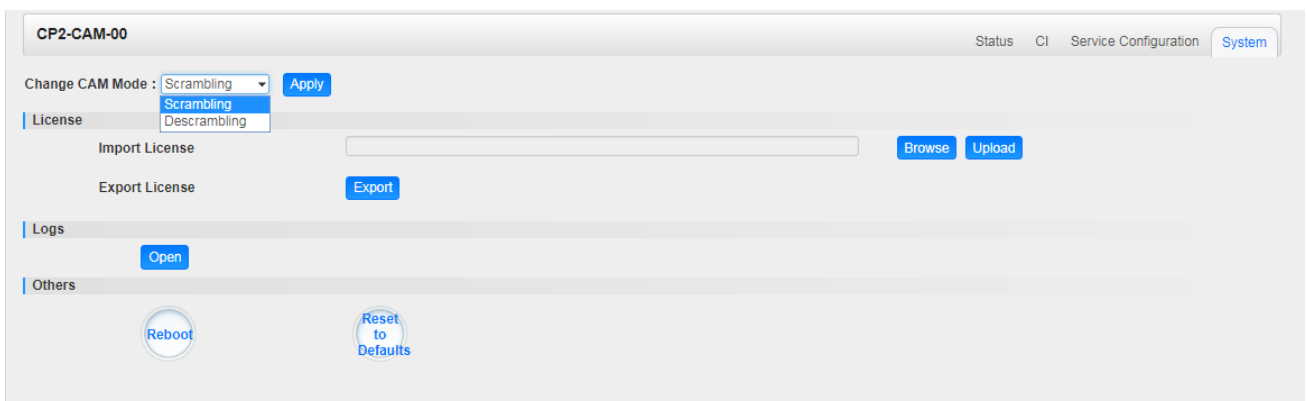 CP2-CAM-00
Status CI Service Configuration System
Change CAM Mode : Scrambling Apply
Scrambling
Descrambling
License
Import License Browse Upload
Export License Export
Logs
Open
Others
Reboot
Reset
to
Defaults